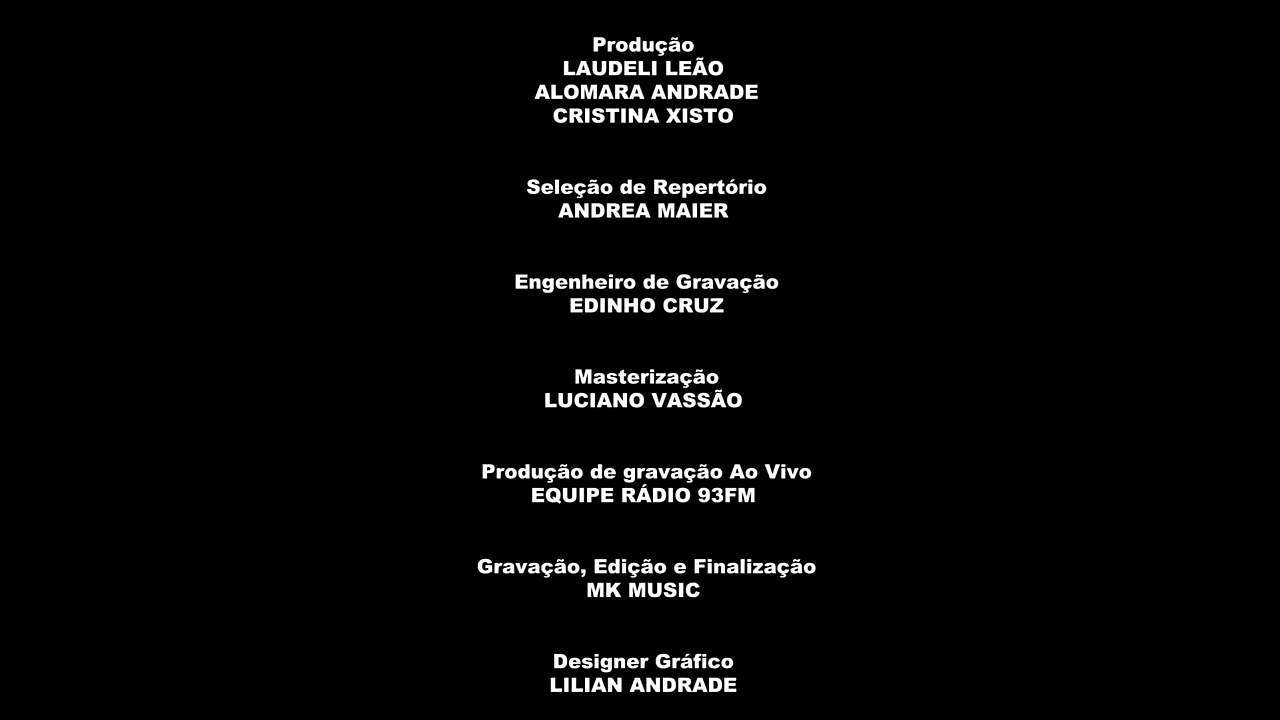 Produção
LAUDELI LEÃO
ALOMARA ANDRADE
CRISTINA XISTO
Seleção de Repertório
ANDREA MAIER
Engenheiro de Gravação
EDINHO CRUZ
Masterização
LUCIANO VASSÃO
Produção de gravação Ao Vivo
EQUIPE RÁDIO 93FM
Gravação, Edição e Finalização
MK MUSIC
Designer Gráfico
LILIAN ANDRADE